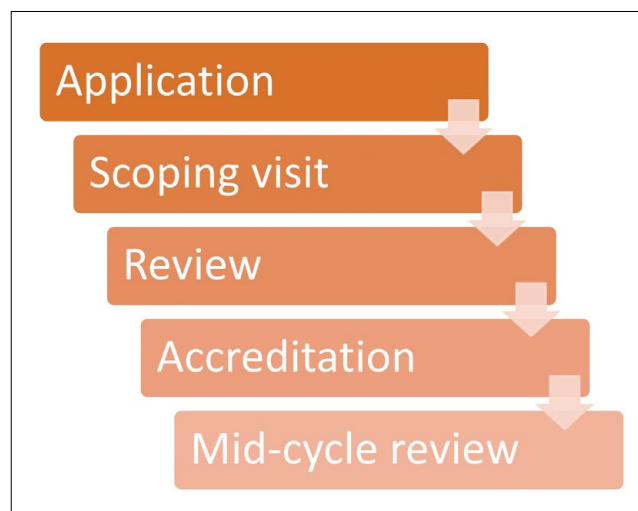 Application
Scoping visit
Review
Accreditation
Mid-cycle review